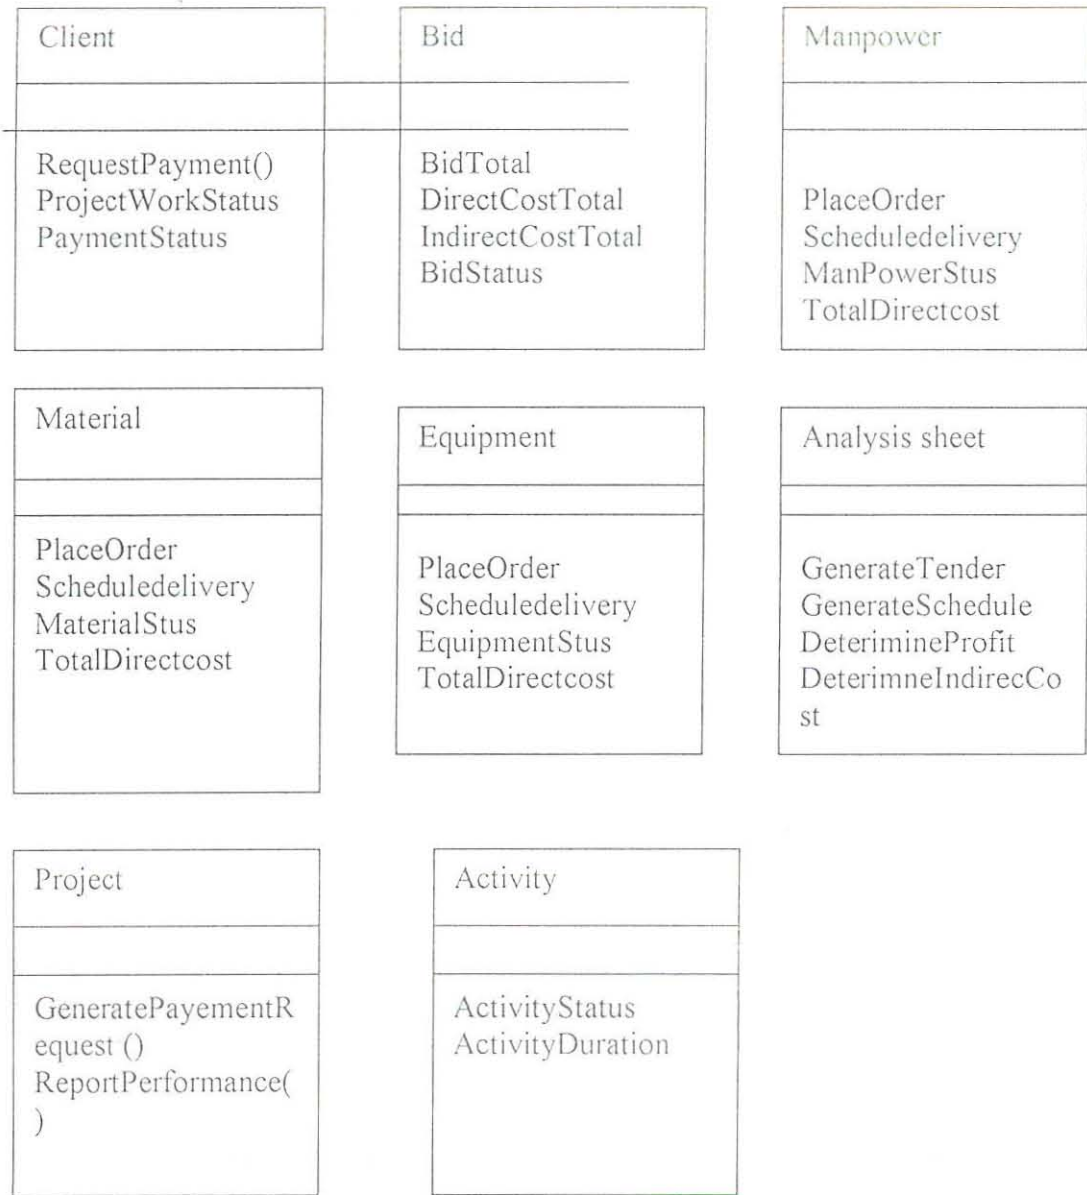 Client
RequestPayment()
ProjectWorkStatus
PaymentStatus
Bid
BidTotal
DirectCostTotal
IndirectCostTotal
BidStatus
Manpower
PlaceOrder
Scheduledelivery
ManPowerStus
TotalDirectcost
Material
PlaceOrder
Scheduledelivery
MaterialStus
TotalDirectcost
Equipment
PlaceOrder
Scheduledelivery
EquipmentStus
TotalDirectcost
Analysis sheet
GenerateTender
GenerateSchedule
DeterimineProfit
DeterimneIndirecCo
st
Project
GeneratePayementR
equest ()
ReportPerformance(
)
Activity
ActivityStatus
ActivityDuration